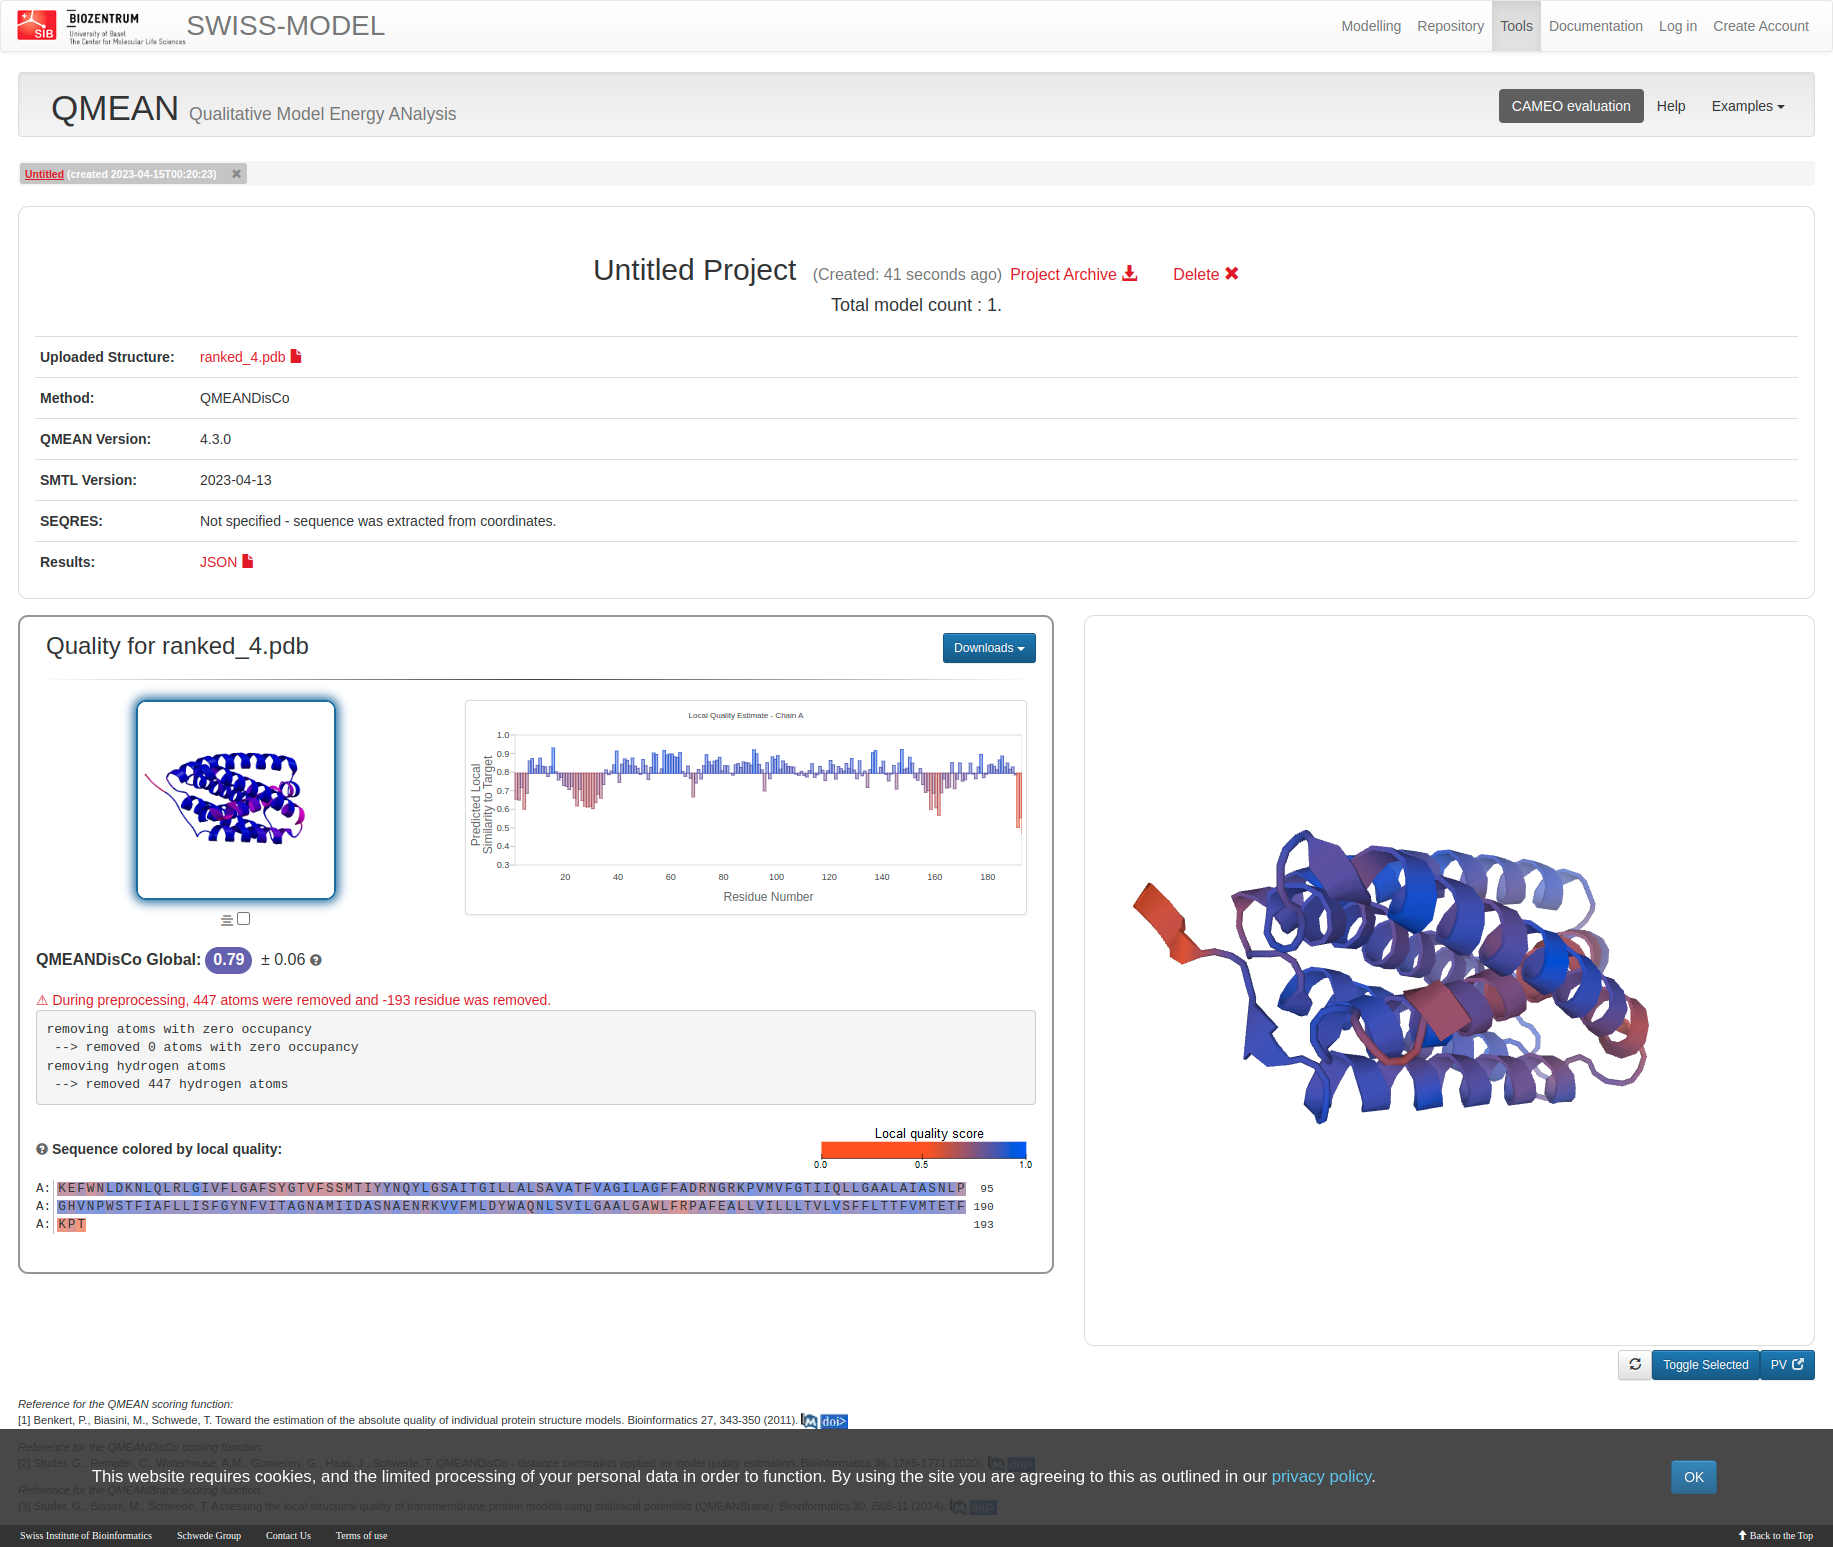 SIB
BIOZENTRUM
University of Basel
The Center for Molecular Life Sciences
SWISS-MODEL
Modelling Repository Tools Documentation Log in Create Account
QMEAN Qualitative Model Energy ANalysis
CAMEO evaluation Help Examples
Untitled (created 2023-04-15T00:20:23)
Untitled Project (Created: 41 seconds ago) Project Archive Delete
Total model count : 1.
Uploaded Structure: ranked_4.pdb
Method: QMEANDisCo
QMEAN Version: 4.3.0
SMTL Version: 2023-04-13
SEQRES: Not specified - sequence was extracted from coordinates.
Results: JSON
Quality for ranked_4.pdb
Downloads
Local Quality Estimate - Chain A
Predicted Local
Similarity to Target
1.0
0.9
0.8
0.7
0.6
0.5
0.4
0.3
20 40 60 80 100 120 140 160 180
Residue Number
QMEANDisCo Global: 0.79 ± 0.06
⚠ During preprocessing, 447 atoms were removed and -193 residue was removed.
removing atoms with zero occupancy
--> removed 0 atoms with zero occupancy
removing hydrogen atoms
--> removed 447 hydrogen atoms
Sequence colored by local quality:
Local quality score
0.0 0.5 1.0
A: KEFWNLDKNLQLRLGIVFLGAFSYGTVFSSMTIYYNQYLGSAITGILLALSAVATFVAGILAGFFADRNGRKPVMVFGTIIQLLGAALAIASNLP 95
A: GHVNPWSTFIAFLLISFGYNFVITAGNAMIIDASNAENRKVVFMLDYWAQNLSVILGAALGAWLFRPAFEALLVILLLTVLVSFFLTTFVMTETF 190
A: KPT 193
Toggle Selected PV
Reference for the QMEAN scoring function:
[1] Benkert, P., Biasini, M., Schwede, T. Toward the estimation of the absolute quality of individual protein structure models. Bioinformatics 27, 343-350 (2011). M doi>
Reference for the QMEANDisCo scoring function:
[2] Studer, G., Rempfer, C., Waterhouse, A.M., Gumienny, G., Haas, J., Schwede, T. QMEANDisCo - distance constraints applied on model quality estimation. Bioinformatics 36, 1765-1771 (2020). M doi>
This website requires cookies, and the limited processing of your personal data in order to function. By using the site you are agreeing to this as outlined in our privacy policy.
OK
Reference for the QMEANBrane scoring function:
[3] Studer, G., Biasini, M., Schwede, T. Assessing the local structural quality of transmembrane protein models using statistical potentials (QMEANBrane). Bioinformatics 30, i505-11 (2014). M doi>
Swiss Institute of Bioinformatics Schwede Group Contact Us Terms of use Back to the Top